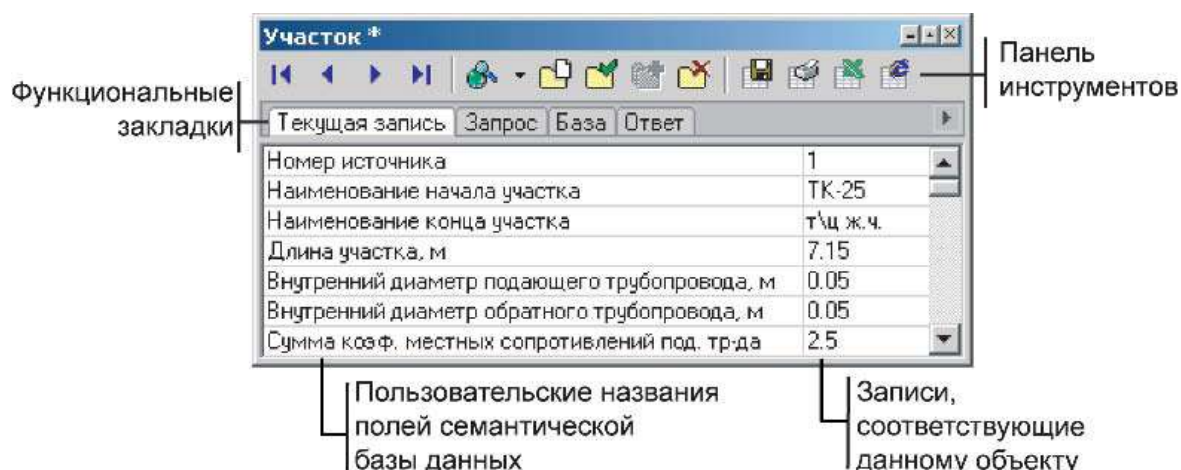 Участок *
Панель
инструментов
Функциональные
закладки
Текущая запись Запрос База Ответ
Номер источника 1
Наименование начала участка ТК-25
Наименование конца участка т\ц ж.ч.
Длина участка, м 7.15
Внутренний диаметр подающего трубопровода, м 0.05
Внутренний диаметр обратного трубопровода, м 0.05
Сумма коэф. местных сопротивлений под. тр-да 2.5
Пользовательские названия
полей семантической
базы данных
Записи,
соответствующие
данному объекту